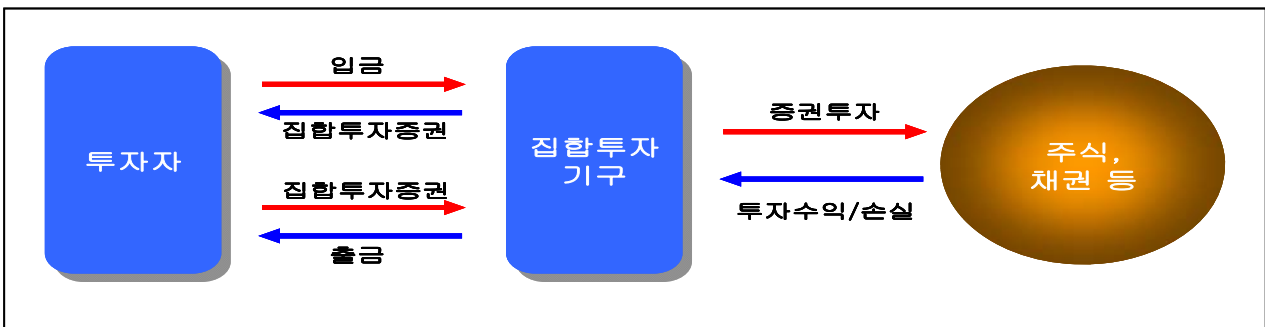 투자자
입금
집합투자증권
집합투자증권
출금
집합투자
기구
증권투자
투자수익/손실
주식,
채권 등